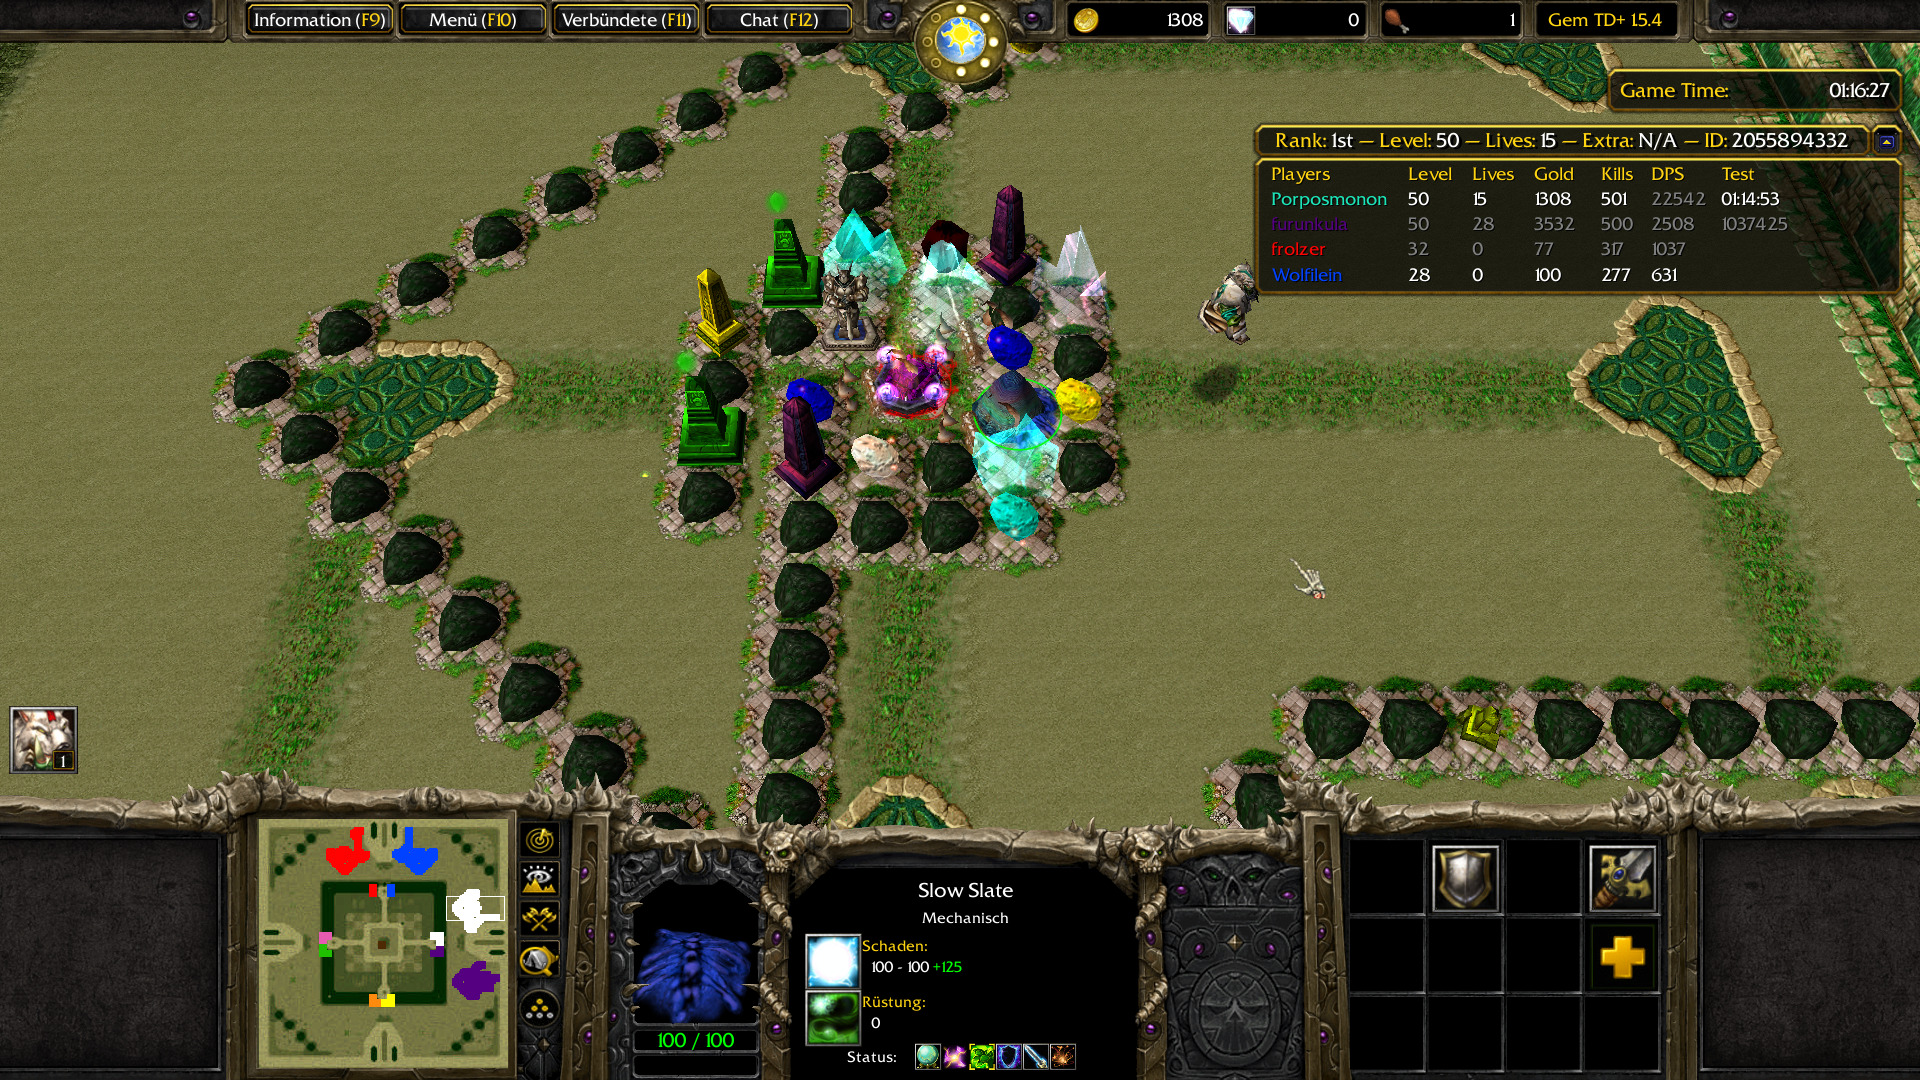 Information (F9) Menü (F10) Verbündete (F11) Chat (F12) 1308 0 1 Gem TD+ 15.4
Game Time: 01:16:27
Rank: 1st — Level: 50 — Lives: 15 — Extra: N/A — ID: 2055894332
Players Level Lives Gold Kills DPS Test
Porposmonon 50 15 1308 501 22542 01:14:53
furunkula 50 28 3532 500 2508 1037425
frolzer 32 0 77 317 1037
Wolfilein 28 0 100 277 631
1
Slow Slate
Mechanisch
Schaden:
100 - 100 +125
Rüstung:
0
100 / 100
Status: